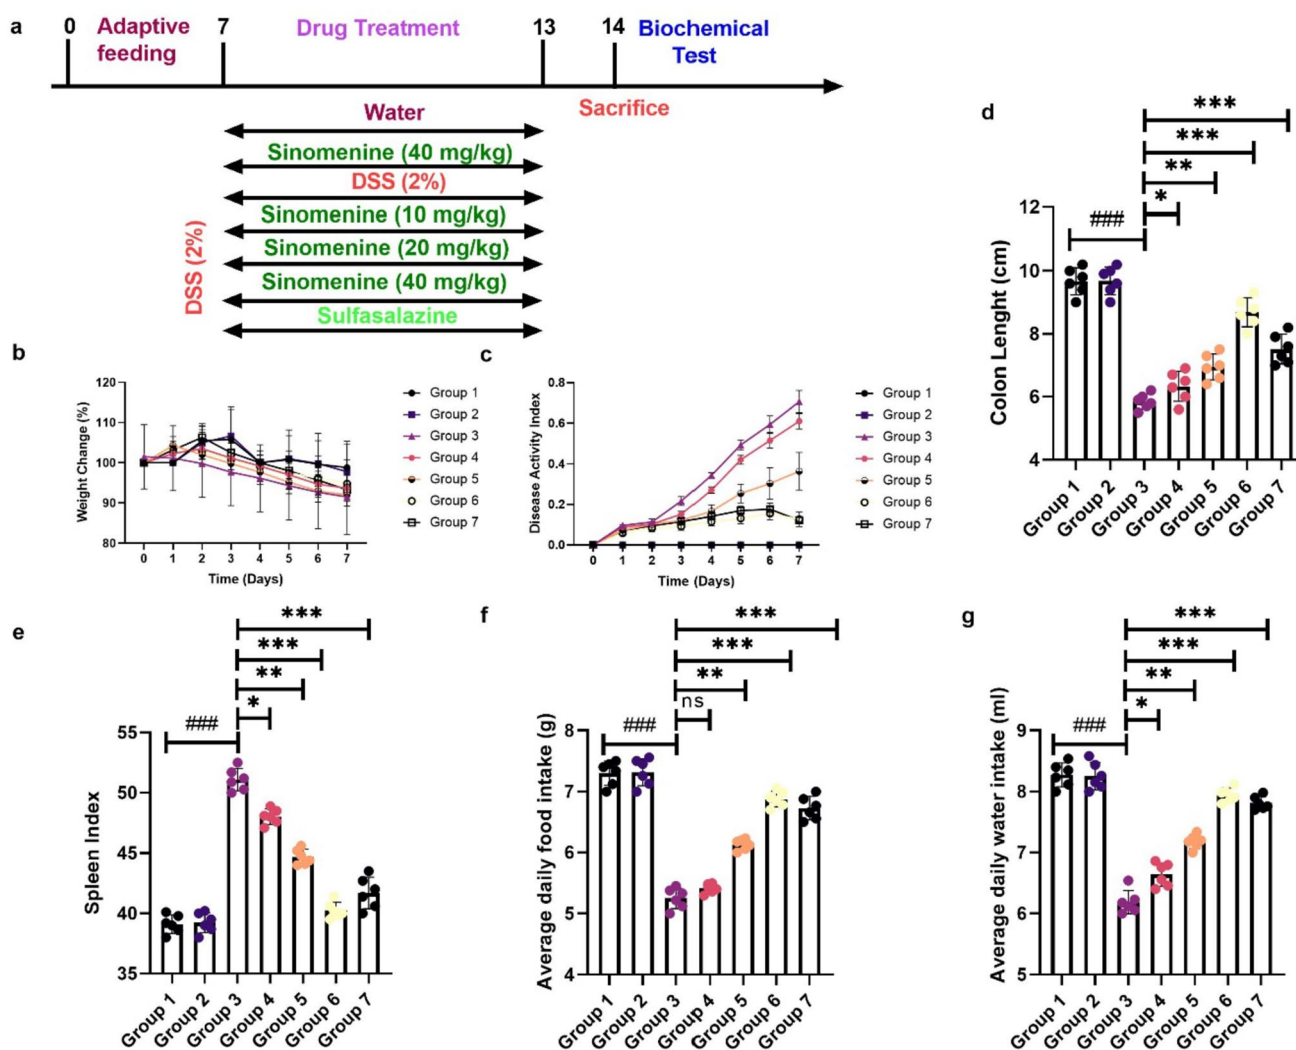 a
0
Adaptive
feeding
7
Drug Treatment
13
14
Biochemical
Test
Sacrifice
Water
Sinomenine (40 mg/kg)
DSS (2%)
DSS (2%)
Sinomenine (10 mg/kg)
Sinomenine (20 mg/kg)
Sinomenine (40 mg/kg)
Sulfasalazine
b
Weight Change (%)
120
110
100
90
80
0 1 2 3 4 5 6 7
Time (Days)
Group 1
Group 2
Group 3
Group 4
Group 5
Group 6
Group 7
c
Disease Activity Index
0.8
0.6
0.4
0.2
0.0
0 1 2 3 4 5 6 7
Time (Days)
Group 1
Group 2
Group 3
Group 4
Group 5
Group 6
Group 7
d
***
***
**
*
###
Colon Lenght (cm)
12
10
8
6
4
Group 1
Group 2
Group 3
Group 4
Group 5
Group 6
Group 7
e
***
***
**
*
###
Spleen Index
55
50
45
40
35
Group 1
Group 2
Group 3
Group 4
Group 5
Group 6
Group 7
f
***
***
**
ns
###
Average daily food intake (g)
8
7
6
5
4
Group 1
Group 2
Group 3
Group 4
Group 5
Group 6
Group 7
g
***
***
**
*
###
Average daily water intake (ml)
9
8
7
6
5
Group 1
Group 2
Group 3
Group 4
Group 5
Group 6
Group 7